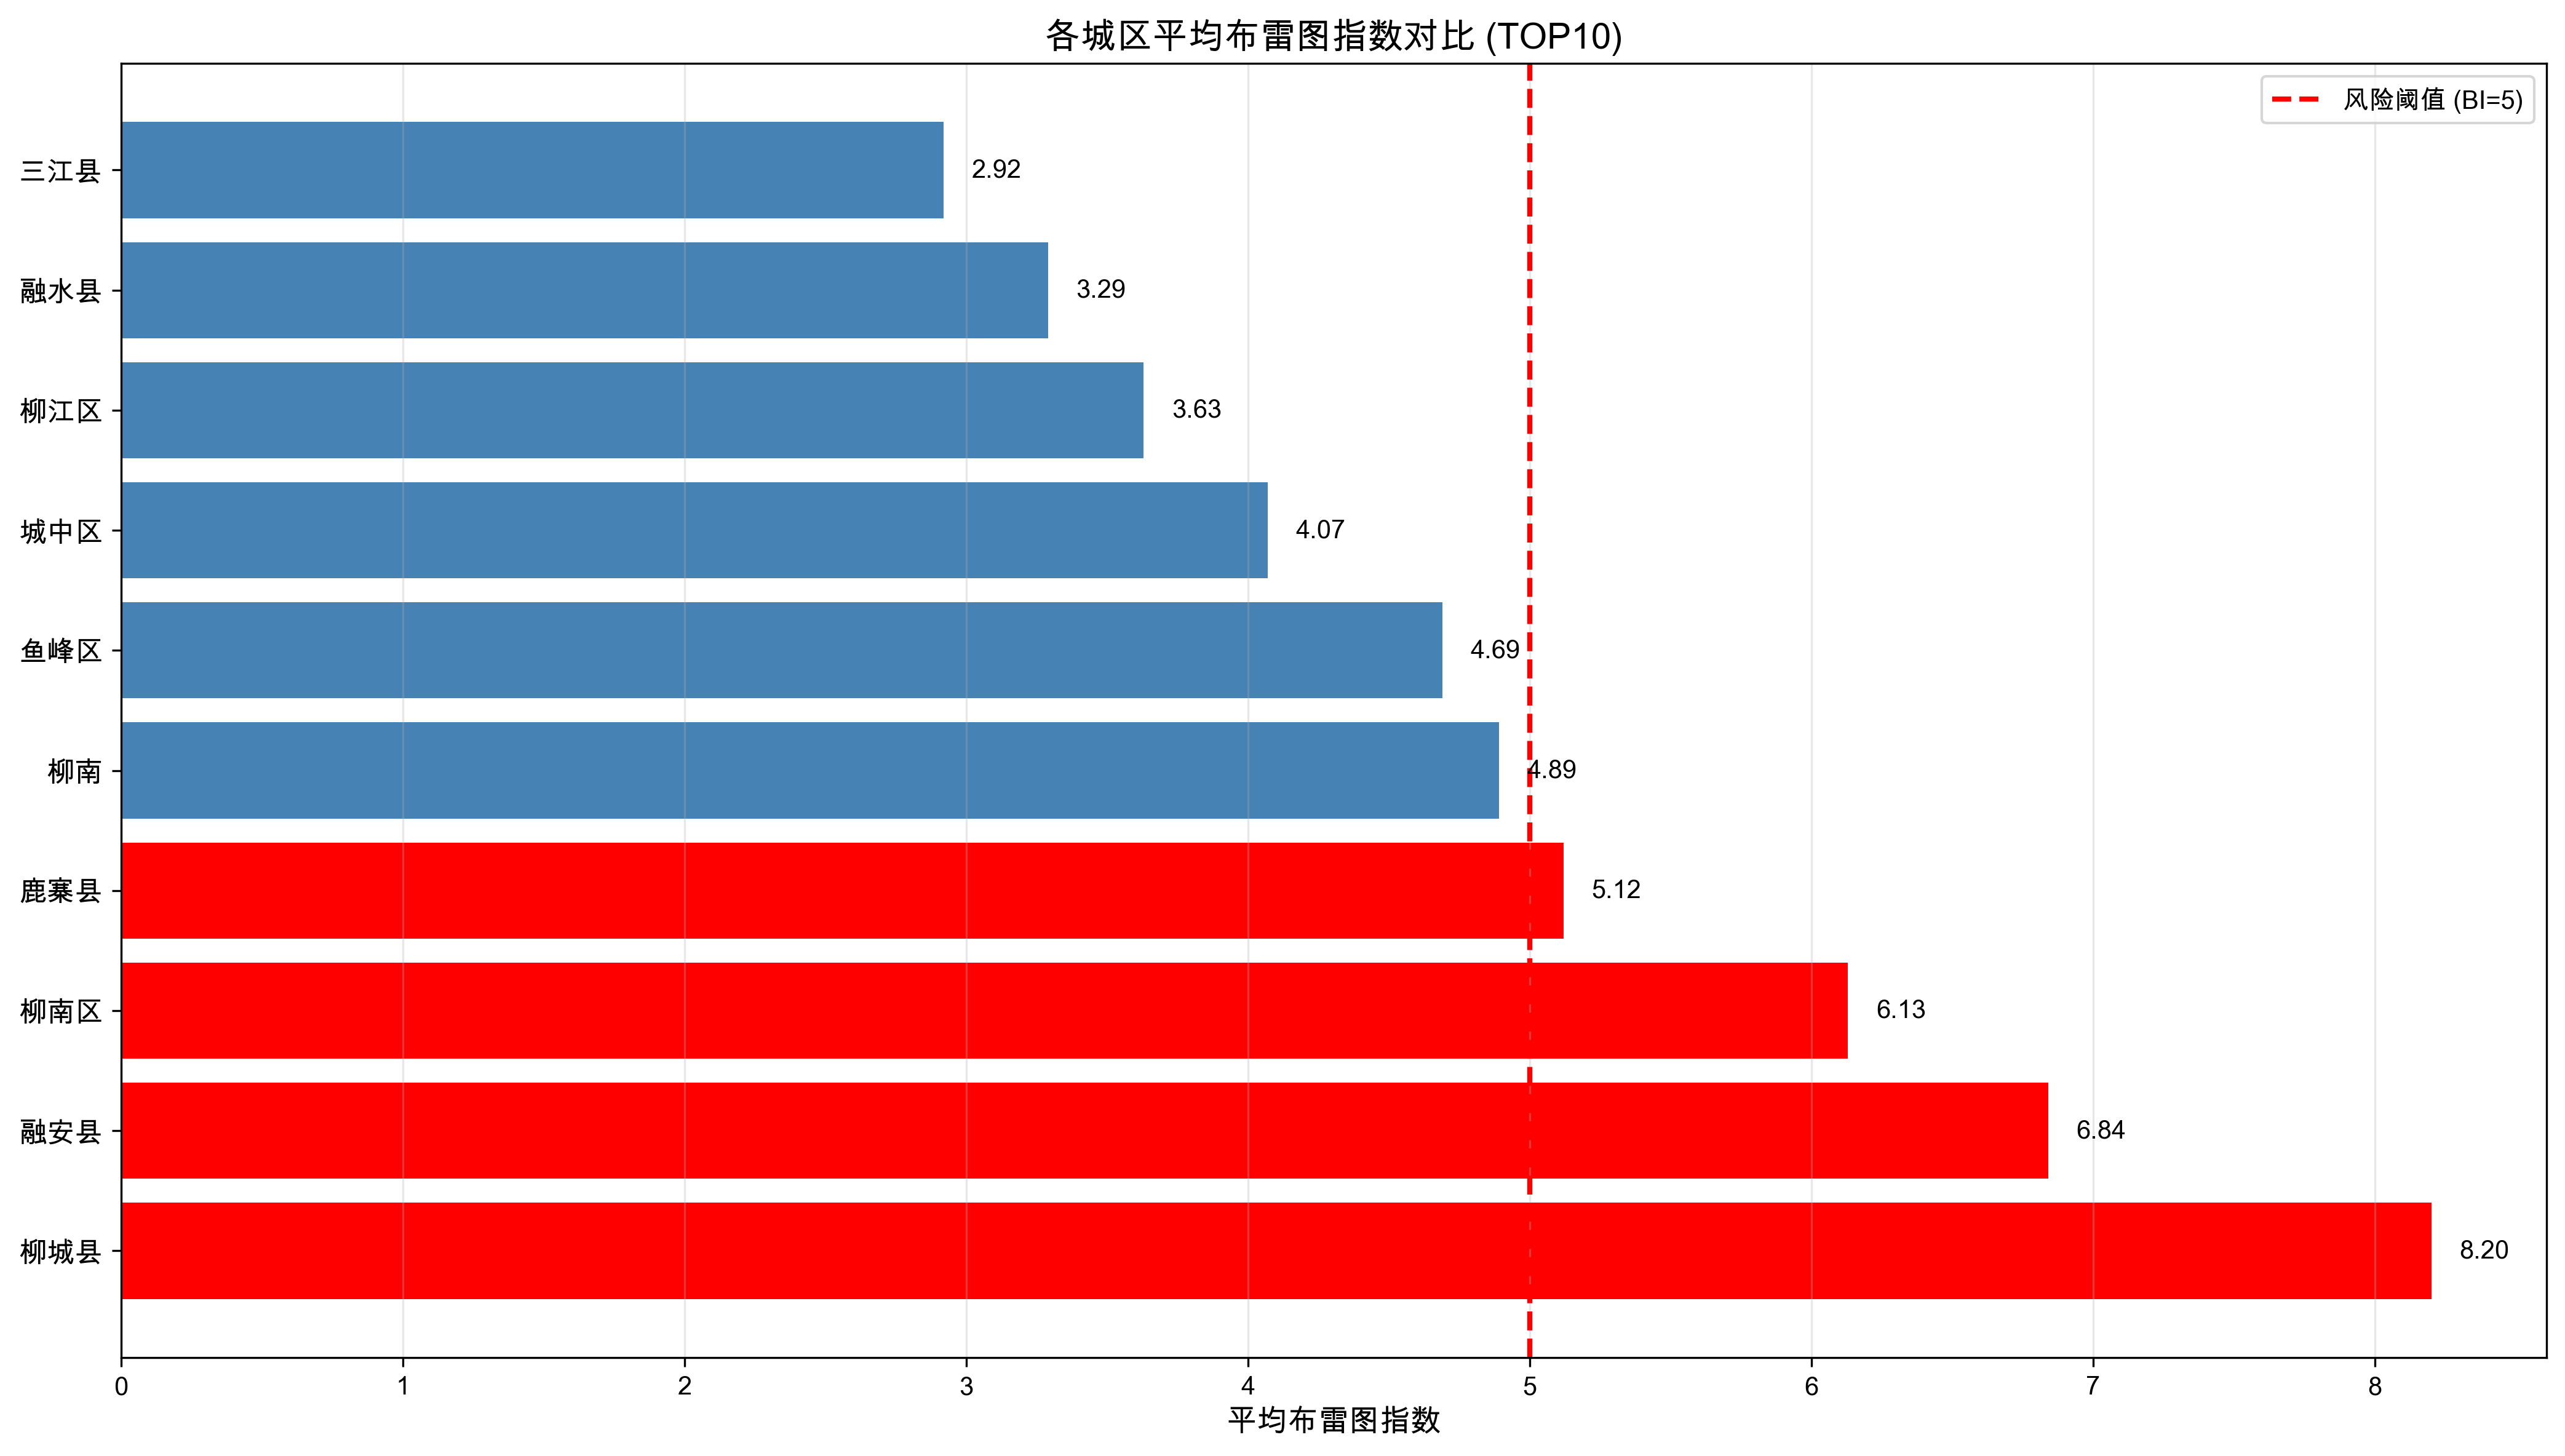 各城区平均布雷图指数对比 (TOP10)
风险阈值 (BI=5)
三江县 2.92
融水县 3.29
柳江区 3.63
城中区 4.07
鱼峰区 4.69
柳南 4.89
鹿寨县 5.12
柳南区 6.13
融安县 6.84
柳城县 8.20
0 1 2 3 4 5 6 7 8
平均布雷图指数